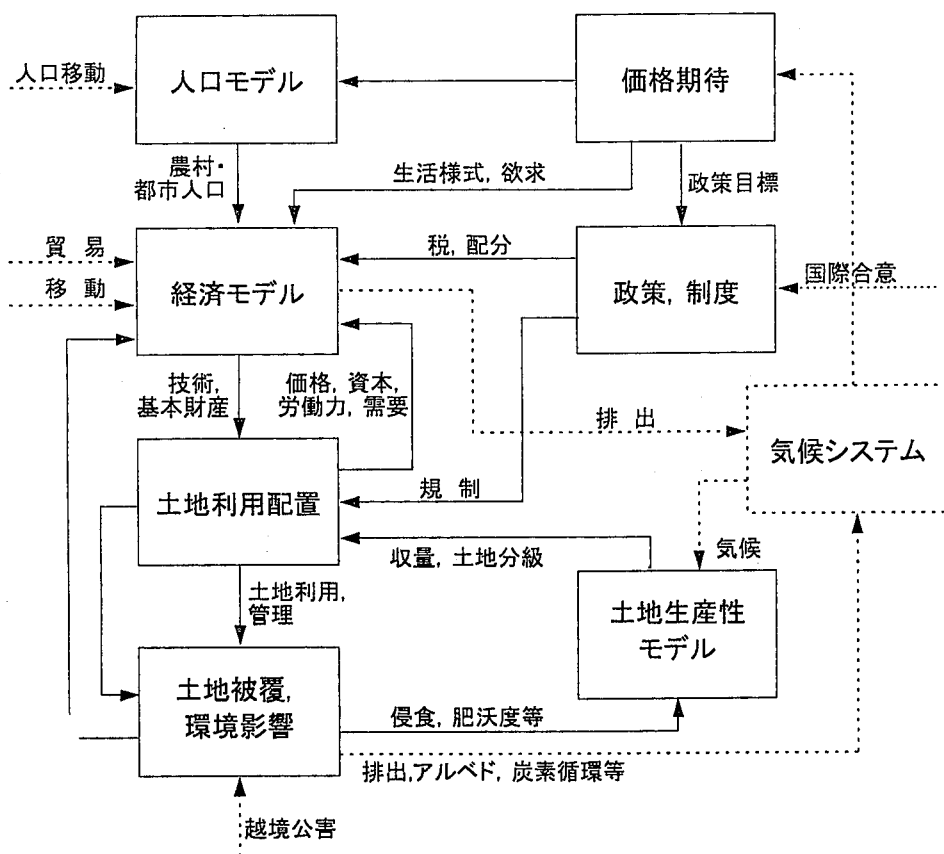 人口移動
人口モデル
価格期待
農村・
都市人口
生活様式, 欲求
政策目標
貿 易
移 動
経済モデル
税, 配分
政策, 制度
国際合意
技術,
基本財産
価格, 資本,
労働力, 需要
排 出
気候システム
土地利用配置
規 制
収量, 土地分級
気候
土地利用,
管理
土地生産性
モデル
土地被覆,
環境影響
侵食, 肥沃度等
排出,アルベド, 炭素循環等
越境公害